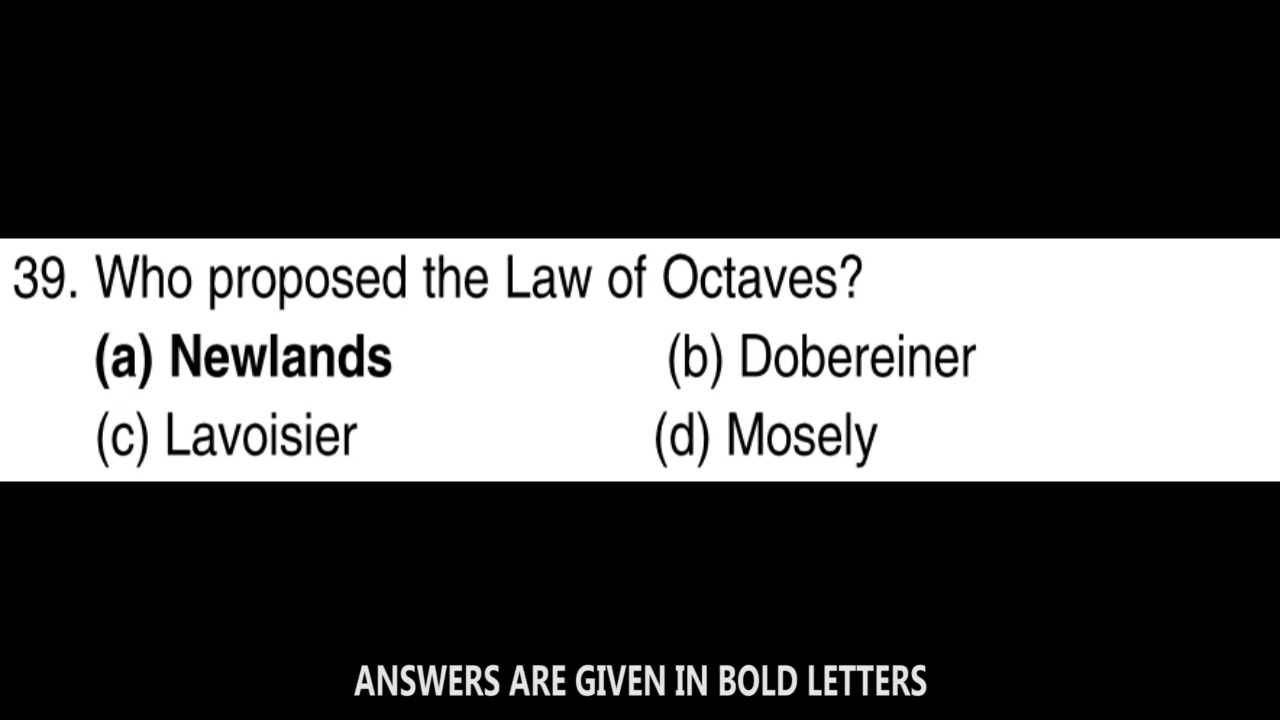 39. Who proposed the Law of Octaves?
(a) Newlands (b) Dobereiner
(c) Lavoisier (d) Mosely
ANSWERS ARE GIVEN IN BOLD LETTERS